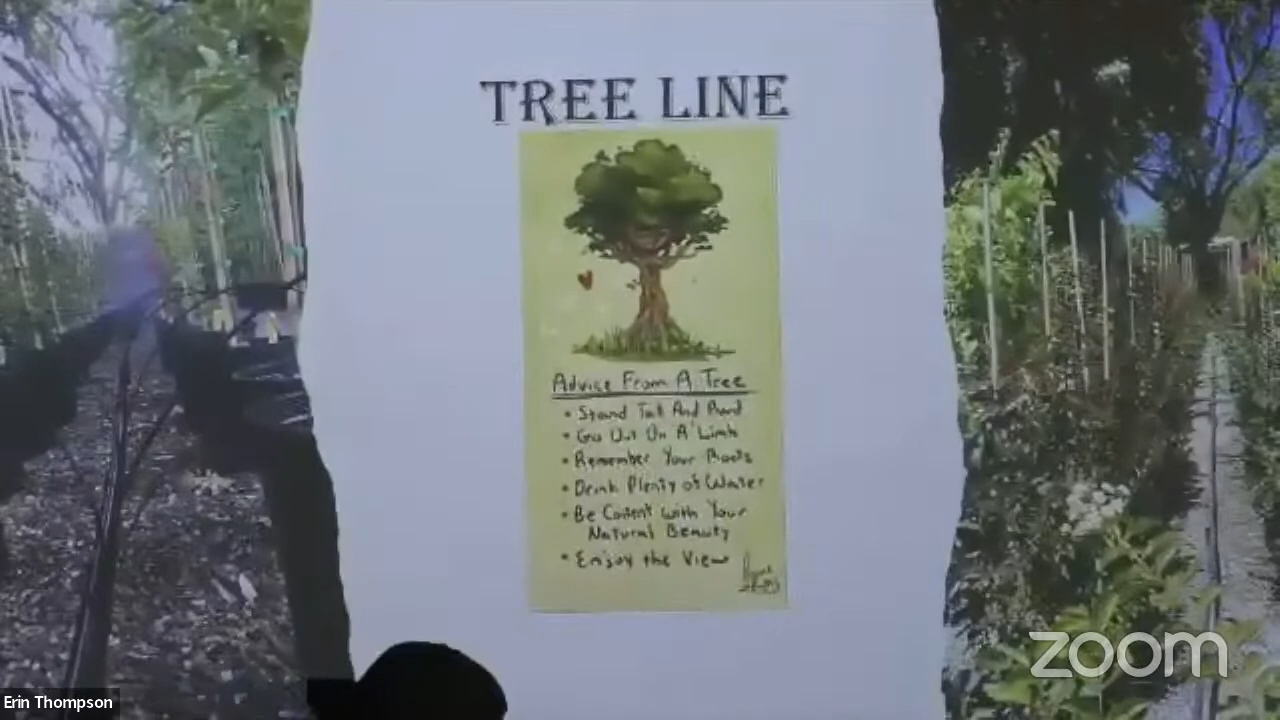 TREE LINE
Advice From A Tree
• Stand Tall And Proud
• Go Out On A Limb
• Remember Your Roots
• Drink Plenty of Water
• Be Content With Your
Natural Beauty
• Enjoy the View
zoom
Erin Thompson